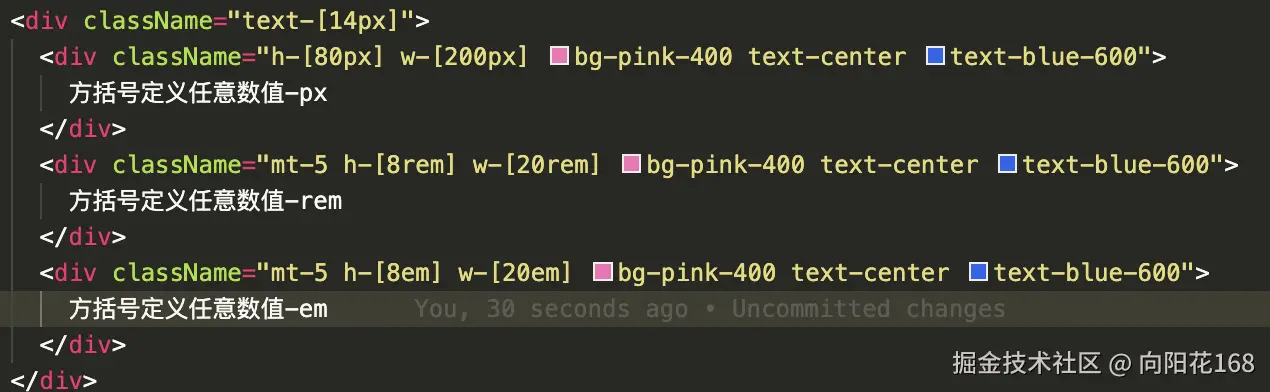 <div className="text-[14px]">
<div className="h-[80px] w-[200px] bg-pink-400 text-center text-blue-600">
方括号定义任意数值-px
</div>
<div className="mt-5 h-[8rem] w-[20rem] bg-pink-400 text-center text-blue-600">
方括号定义任意数值-rem
</div>
<div className="mt-5 h-[8em] w-[20em] bg-pink-400 text-center text-blue-600">
方括号定义任意数值-em You, 30 seconds ago • Uncommitted changes
</div>
</div>
掘金技术社区 @ 向阳花168